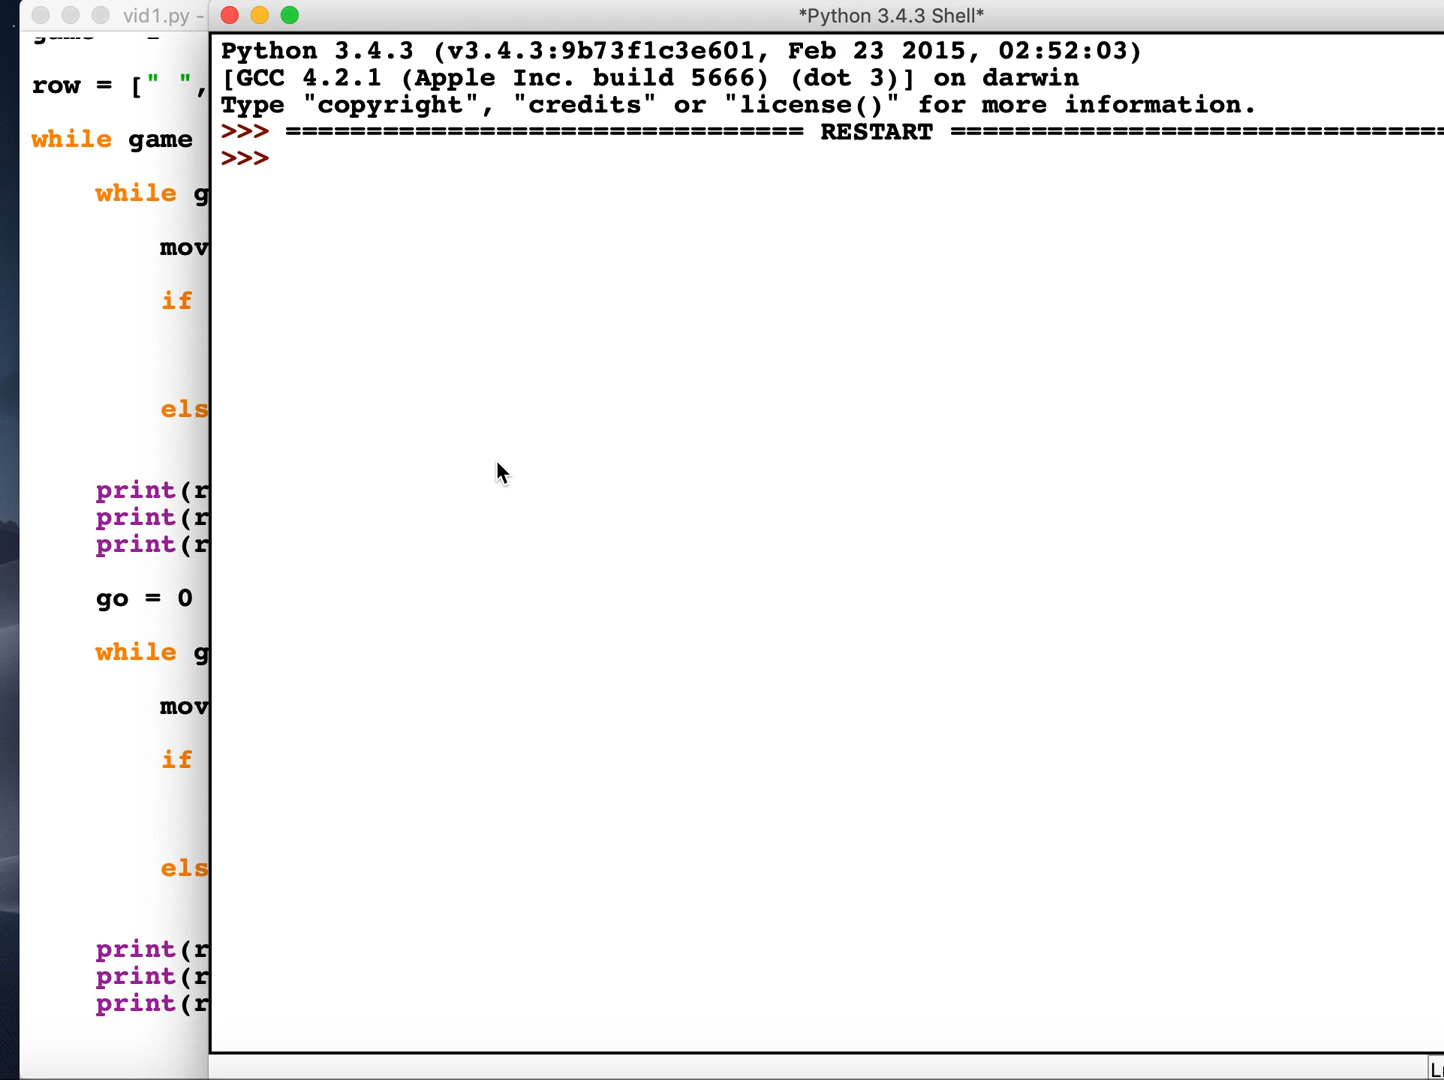 vid1.py -
*Python 3.4.3 Shell*
row = [" ",
while game
while g
mov
if
els
print(r
print(r
print(r
go = 0
while g
mov
if
els
print(r
print(r
print(r
Python 3.4.3 (v3.4.3:9b73f1c3e601, Feb 23 2015, 02:52:03)
[GCC 4.2.1 (Apple Inc. build 5666) (dot 3)] on darwin
Type "copyright", "credits" or "license()" for more information.
>>> ================================ RESTART ===============================
>>>